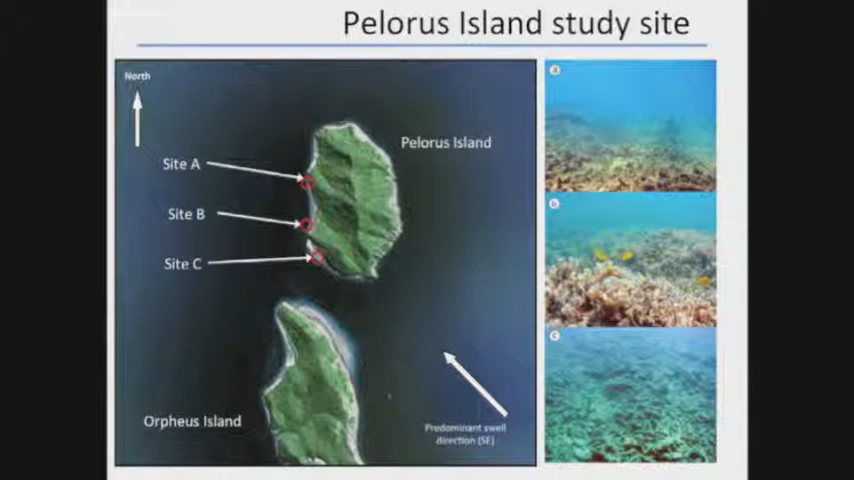 Pelorus Island study site
North
Pelorus Island
Site A
Site B
Site C
Orpheus Island
Predominant swell
direction (SE)
a
b
c